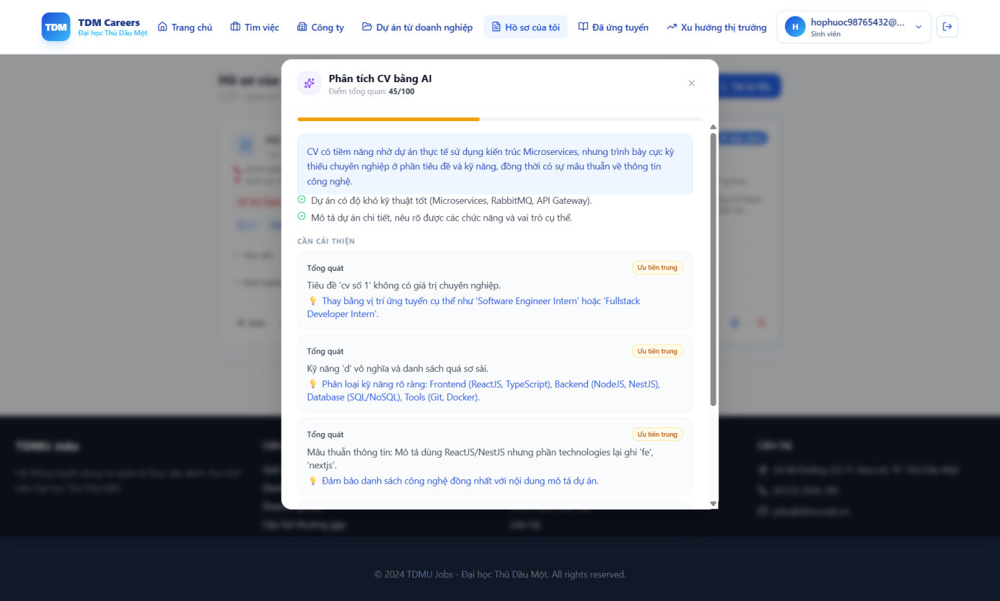 TDM
TDM Careers
Đại học Thủ Dầu Một
Trang chủ
Tìm việc
Công ty
Dự án từ doanh nghiệp
Hồ sơ của tôi
Đã ứng tuyển
Xu hướng thị trường
H
hophuoc98765432@...
Sinh viên
Phân tích CV bằng AI
Điểm tổng quan: 45/100
CV có tiềm năng nhờ dự án thực tế sử dụng kiến trúc Microservices, nhưng trình bày cực kỳ
thiếu chuyên nghiệp ở phần tiêu đề và kỹ năng, đồng thời có sự mâu thuẫn về thông tin
công nghệ.
Dự án có độ khó kỹ thuật tốt (Microservices, RabbitMQ, API Gateway).
Mô tả dự án chi tiết, nêu rõ được các chức năng và vai trò cụ thể.
CẦN CẢI THIỆN
Tổng quát
Ưu tiên trung
Tiêu đề 'cv số 1' không có giá trị chuyên nghiệp.
Thay bằng vị trí ứng tuyển cụ thể như 'Software Engineer Intern' hoặc 'Fullstack
Developer Intern'.
Tổng quát
Ưu tiên trung
Kỹ năng 'd' vô nghĩa và danh sách quá sơ sài.
Phân loại kỹ năng rõ ràng: Frontend (ReactJS, TypeScript), Backend (NodeJS, NestJS),
Database (SQL/NoSQL), Tools (Git, Docker).
Tổng quát
Ưu tiên trung
Mâu thuẫn thông tin: Mô tả dùng ReactJS/NestJS nhưng phần technologies lại ghi 'fe',
'nextjs'.
Đảm bảo danh sách công nghệ đồng nhất với nội dung mô tả dự án.
TDMU Jobs
Liên hệ
© 2024 TDMU Jobs - Đại học Thủ Dầu Một. All rights reserved.